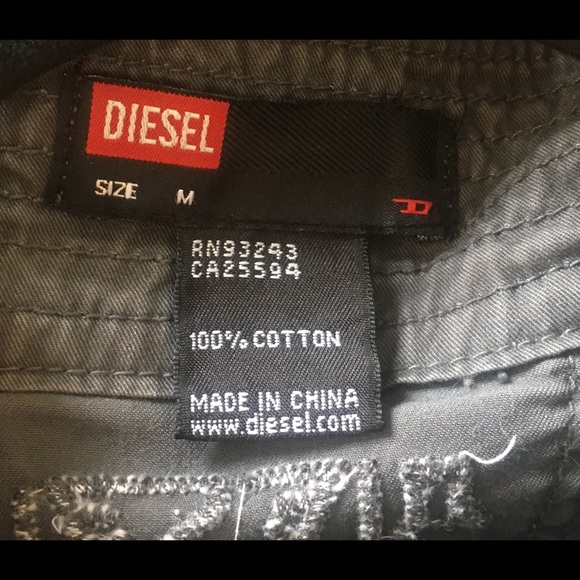 DIESEL
SIZE M
RN93243
CA25594
100% COTTON
MADE IN CHINA
www.diesel.com